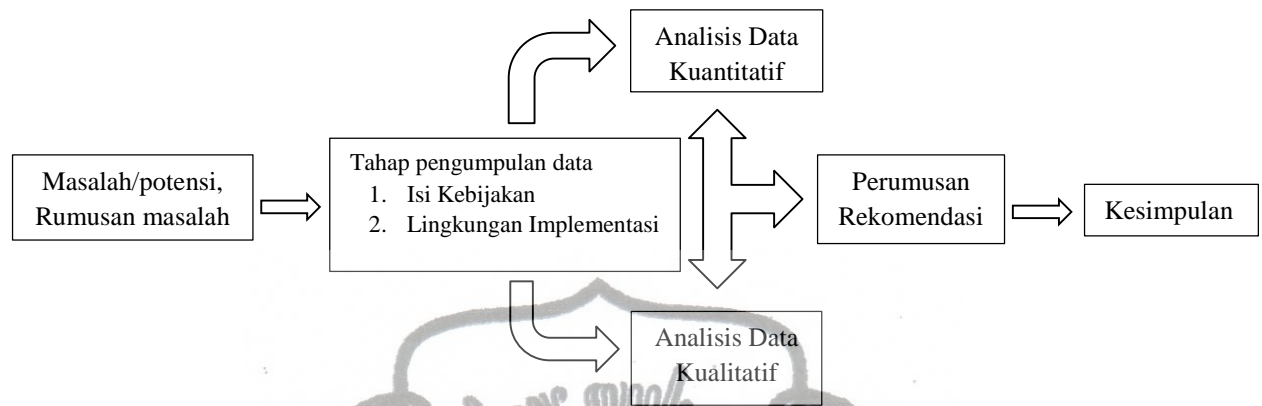 Masalah/potensi,
Rumusan masalah
Tahap pengumpulan data
1. Isi Kebijakan
2. Lingkungan Implementasi
Analisis Data
Kuantitatif
Analisis Data
Kualitatif
Perumusan
Rekomendasi
Kesimpulan